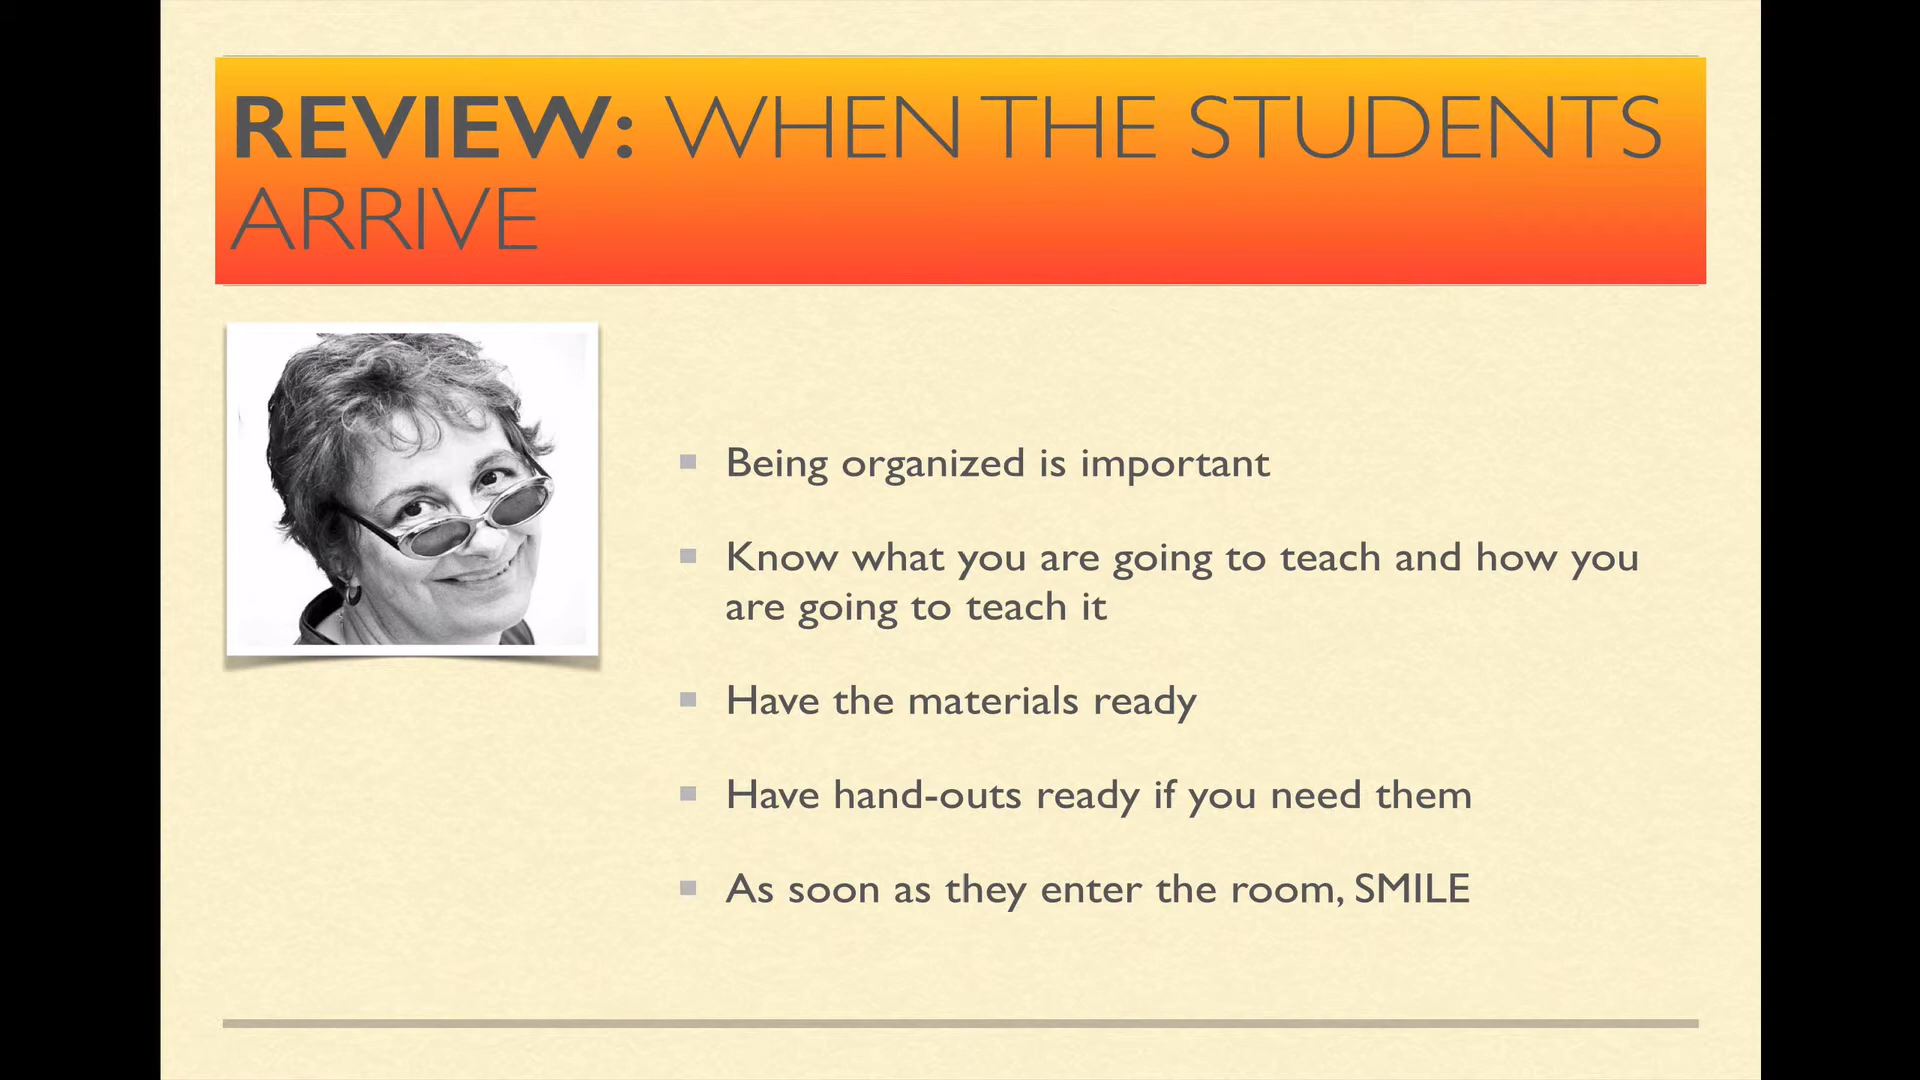 REVIEW: WHEN THE STUDENTS
ARRIVE
Being organized is important
Know what you are going to teach and how you
are going to teach it
Have the materials ready
Have hand-outs ready if you need them
As soon as they enter the room, SMILE